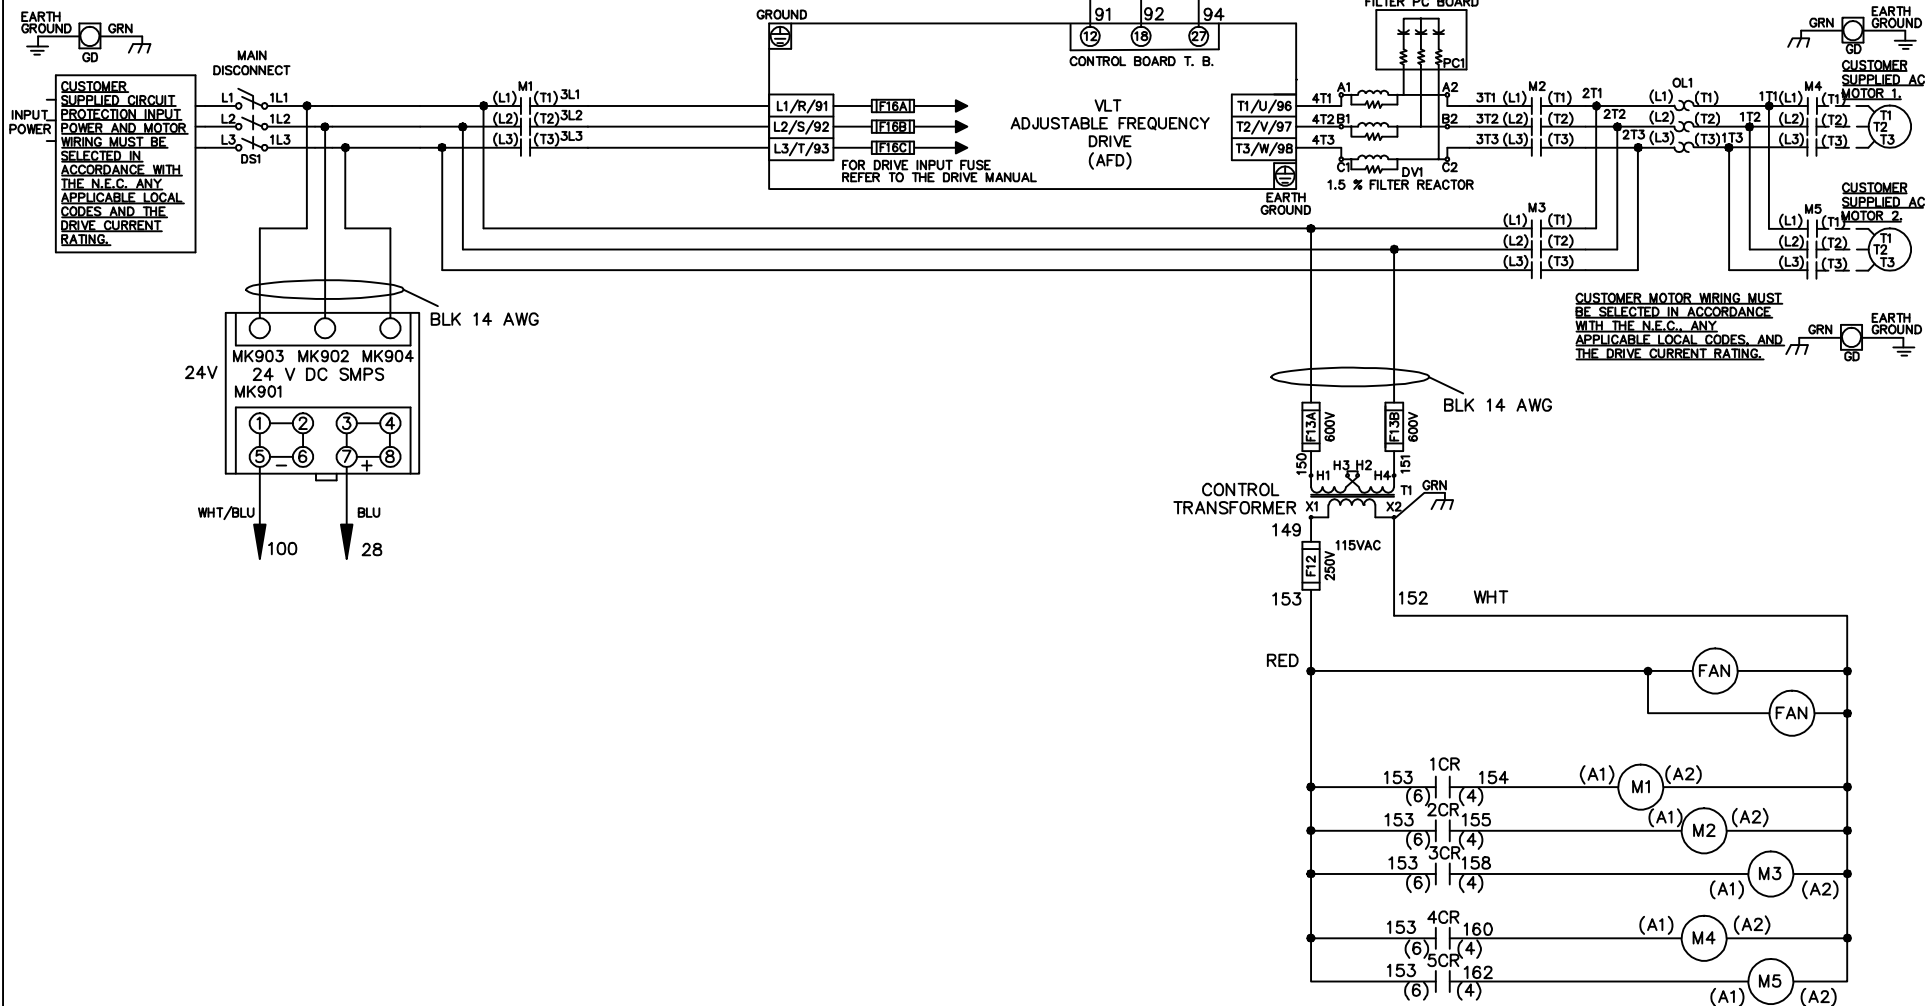 EARTH
GROUND
GRN
GD
INPUT
POWER
CUSTOMER
SUPPLIED CIRCUIT
PROTECTION INPUT
POWER AND MOTOR
WIRING MUST BE
SELECTED IN
ACCORDANCE WITH
THE N.E.C. ANY
APPLICABLE LOCAL
CODES AND THE
DRIVE CURRENT
RATING.
MAIN
DISCONNECT
L1 1L1
L2 1L2
L3 1L3
DS1
M1
(L1) (T1) 3L1
(L2) (T2) 3L2
(L3) (T3) 3L3
GROUND
L1/R/91
L2/S/92
L3/T/93
F16A
F16B
F16C
FOR DRIVE INPUT FUSE
REFER TO THE DRIVE MANUAL
91 92 94
12 18 27
CONTROL BOARD T. B.
VLT
ADJUSTABLE FREQUENCY
DRIVE
(AFD)
T1/U/96
T2/V/97
T3/W/98
EARTH
GROUND
FILTER PC BOARD
PC1
4T1 A1 A2
4T2 B1 B2
4T3 C1 C2
DV1
1.5 % FILTER REACTOR
M2
3T1 (L1) (T1) 2T1
3T2 (L2) (T2) 2T2
3T3 (L3) (T3) 2T3
OL1
(L1) (T1) 1T1
(L2) (T2) 1T2
(L3) (T3) 1T3
M4
(L1) (T1)
(L2) (T2)
(L3) (T3)
T1
T2
T3
GRN
GD
EARTH
GROUND
CUSTOMER
SUPPLIED AC
MOTOR 1.
M3
(L1) (T1)
(L2) (T2)
(L3) (T3)
CUSTOMER
SUPPLIED AC
MOTOR 2.
M5
(L1) (T1)
(L2) (T2)
(L3) (T3)
T1
T2
T3
CUSTOMER MOTOR WIRING MUST
BE SELECTED IN ACCORDANCE
WITH THE N.E.C., ANY
APPLICABLE LOCAL CODES, AND
THE DRIVE CURRENT RATING.
GRN
GD
EARTH
GROUND
BLK 14 AWG
MK903 MK902 MK904
24V
24 V DC SMPS
MK901
1 2 3 4
5 - 6 7 + 8
WHT/BLU
BLU
100
28
BLK 14 AWG
F13A
600V
F13B
600V
150
151
H1 H3 H2 H4
T1
GRN
CONTROL
TRANSFORMER
X1 X2
149
115VAC
F12
250V
153
152
WHT
RED
FAN
FAN
1CR
153 154
(6) (4)
(A1) M1 (A2)
2CR
153 155
(6) (4)
(A1) M2 (A2)
3CR
153 158
(6) (4)
(A1) M3 (A2)
4CR
153 160
(6) (4)
(A1) M4 (A2)
5CR
153 162
(6) (4)
(A1) M5 (A2)